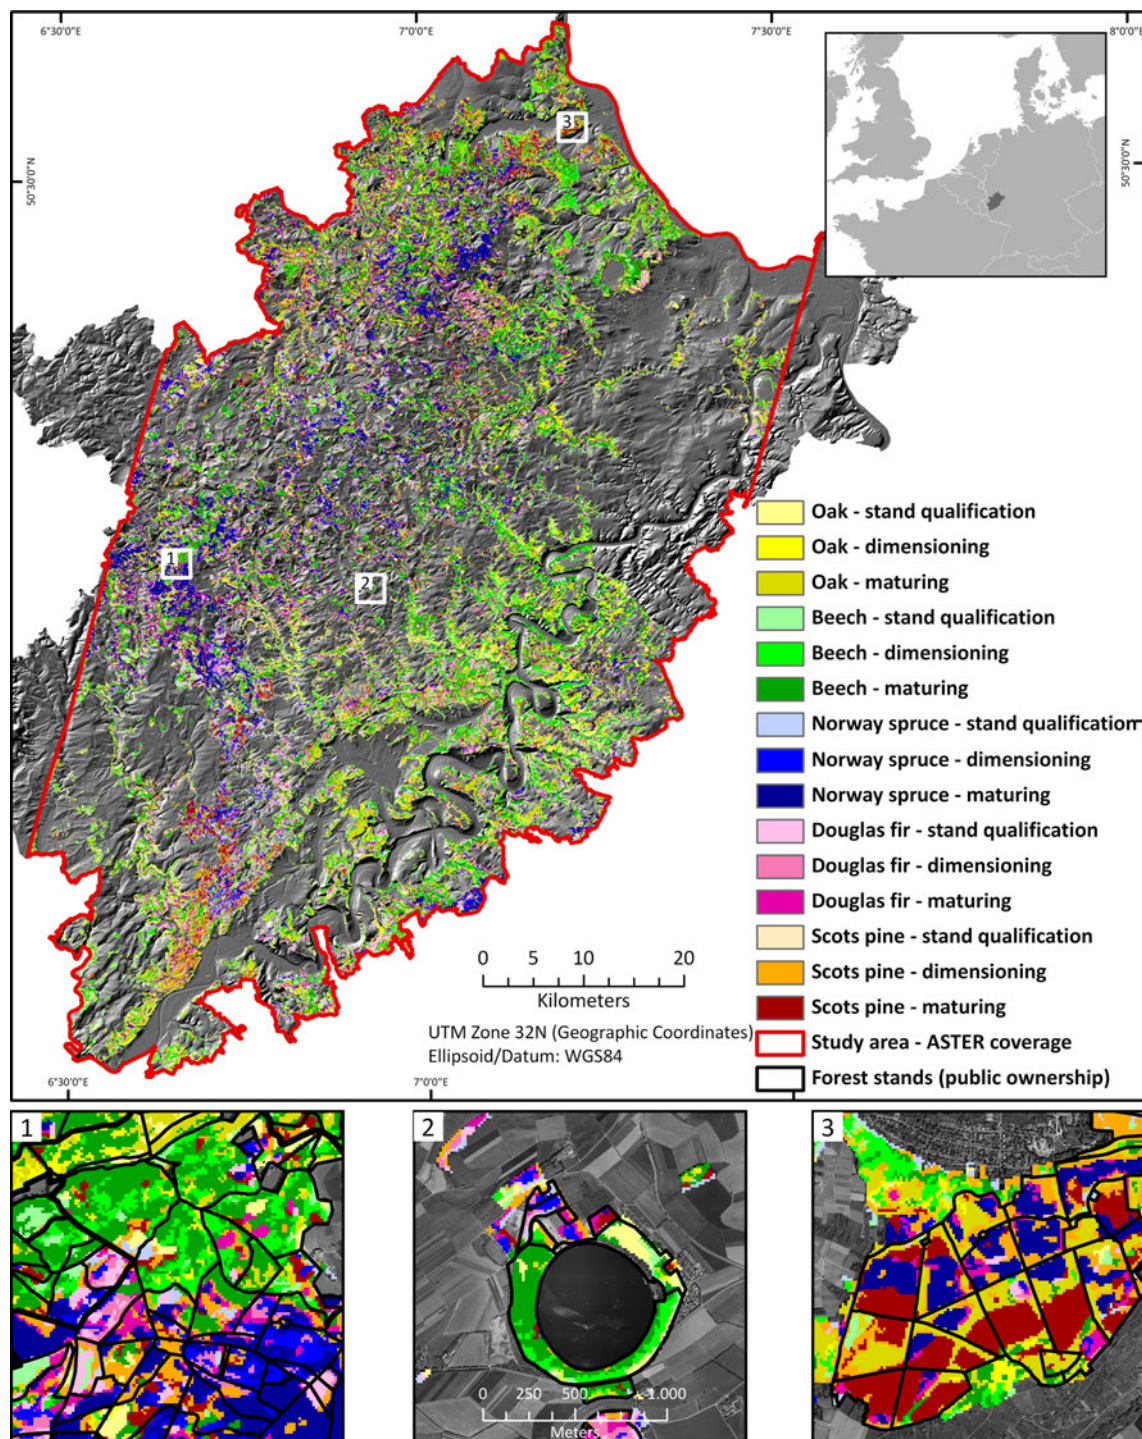 6°30'0"E
7°0'0"E
7°30'0"E
8°0'0"E
50°30'0"N
50°30'0"N
3
1
2
Oak - stand qualification
Oak - dimensioning
Oak - maturing
Beech - stand qualification
Beech - dimensioning
Beech - maturing
Norway spruce - stand qualification
Norway spruce - dimensioning
Norway spruce - maturing
Douglas fir - stand qualification
Douglas fir - dimensioning
Douglas fir - maturing
Scots pine - stand qualification
Scots pine - dimensioning
Scots pine - maturing
Study area - ASTER coverage
Forest stands (public ownership)
0 5 10 20
Kilometers
UTM Zone 32N (Geographic Coordinates)
Ellipsoid/Datum: WGS84
6°30'0"E
7°0'0"E
1
2
3
0 250 500 1.000
Meters